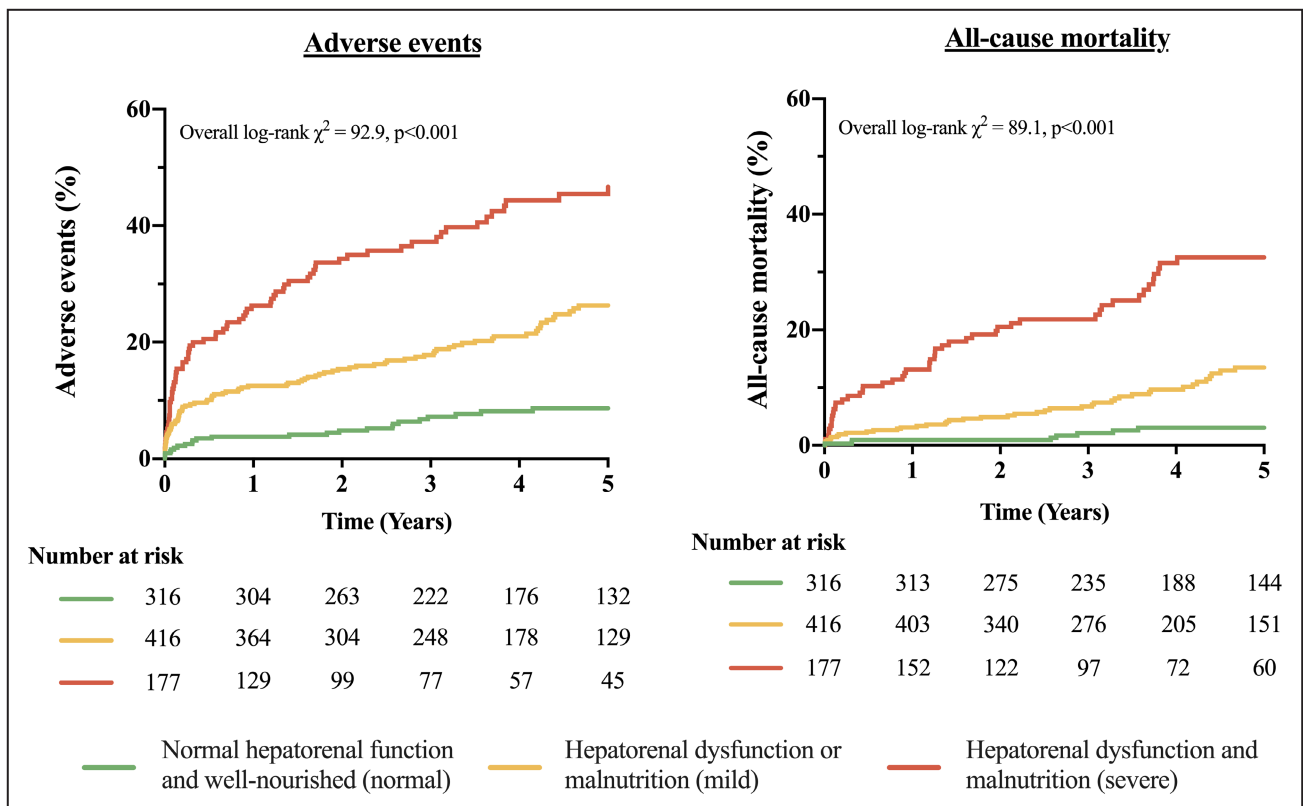 Adverse events
All-cause mortality
Overall log-rank χ² = 92.9, p<0.001
Adverse events (%)
60
40
20
0
0 1 2 3 4 5
Time (Years)
Overall log-rank χ² = 89.1, p<0.001
All-cause mortality (%)
60
40
20
0
0 1 2 3 4 5
Time (Years)
Number at risk
316 304 263 222 176 132
416 364 304 248 178 129
177 129 99 77 57 45
Number at risk
316 313 275 235 188 144
416 403 340 276 205 151
177 152 122 97 72 60
Normal hepatorenal function
and well-nourished (normal)
Hepatorenal dysfunction or
malnutrition (mild)
Hepatorenal dysfunction and
malnutrition (severe)